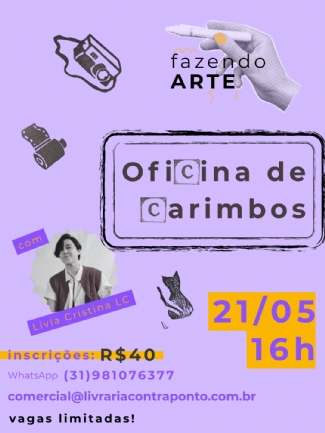 fazendo
ARTE
Oficina de
Carimbos
com
Lívia Cristina LC
21/05
16h
inscrições: R$40
WhatsApp (31)981076377
comercial@livrariacontraponto.com.br
vagas limitadas!